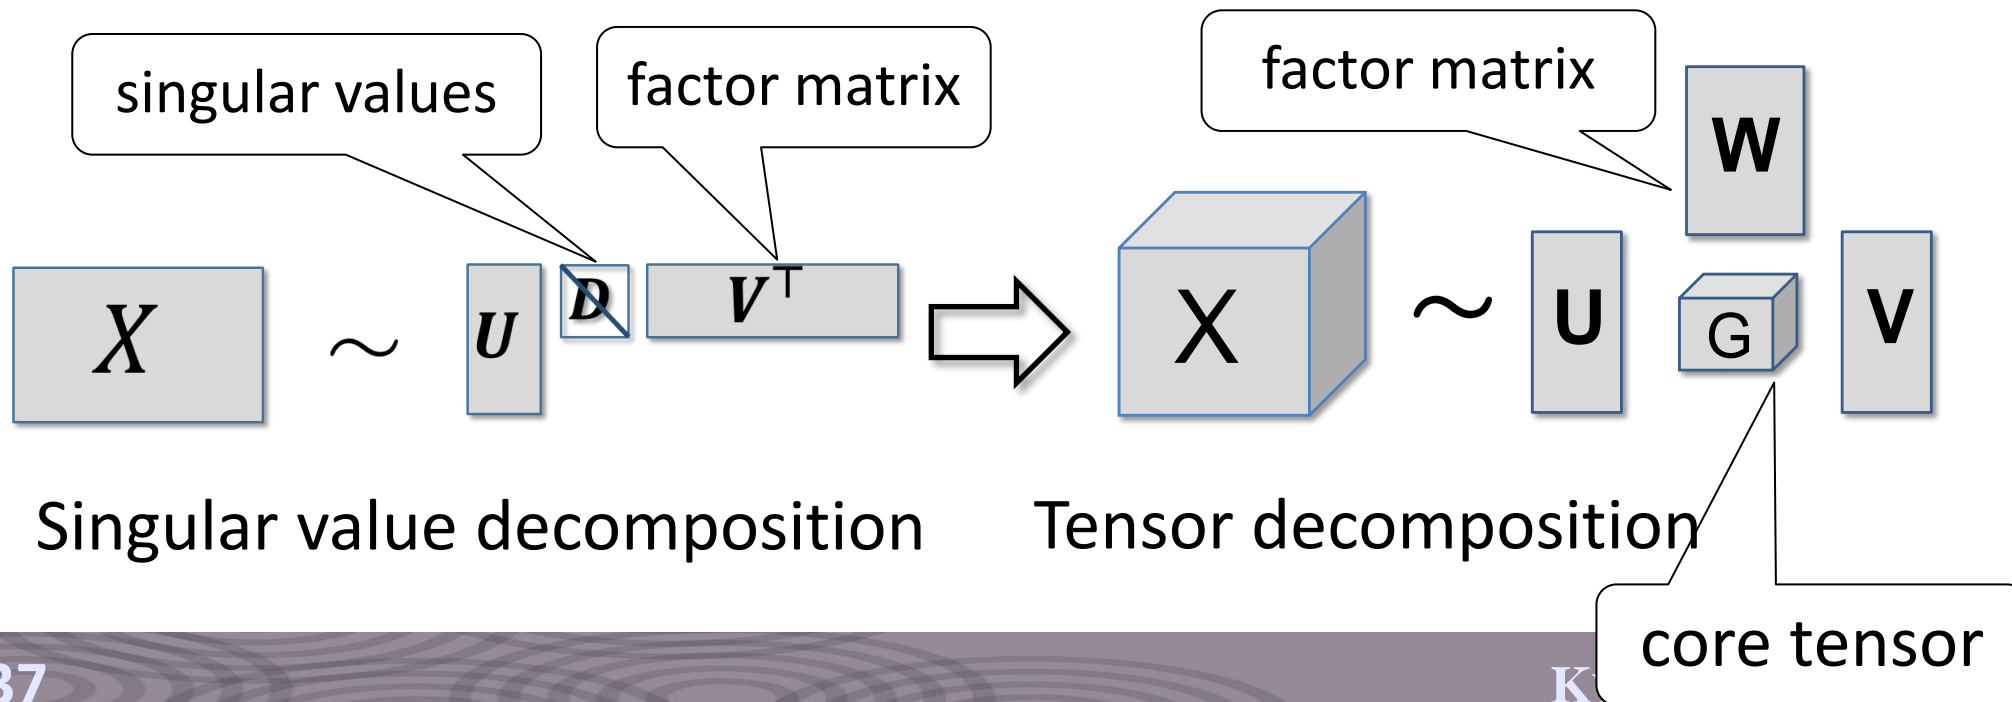 singular values
factor matrix
factor matrix
W
X ∼ U D V⊤
X ∼ U G V
Singular value decomposition
Tensor decomposition
core tensor
37